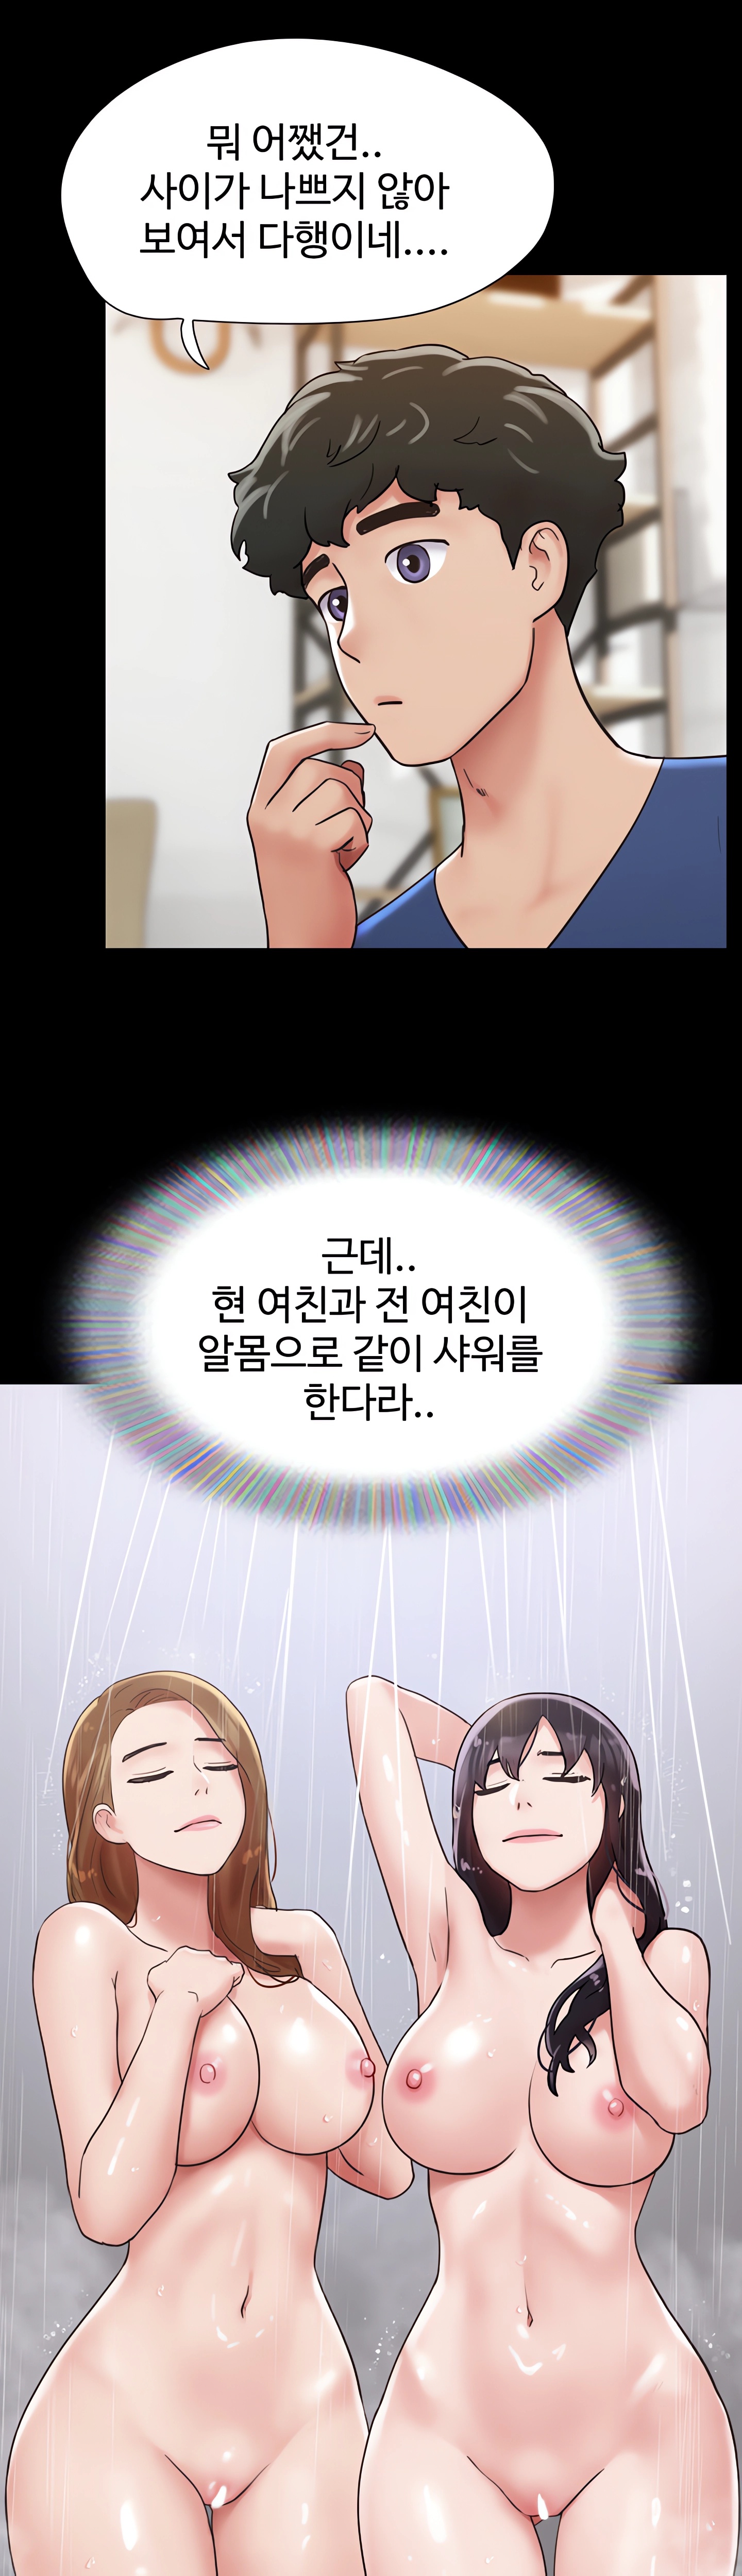 뭐 어쨌건..
사이가 나쁘지 않아
보여서 다행이네....
근데..
현 여친과 전 여친이
알몸으로 같이 샤워를
한다라..